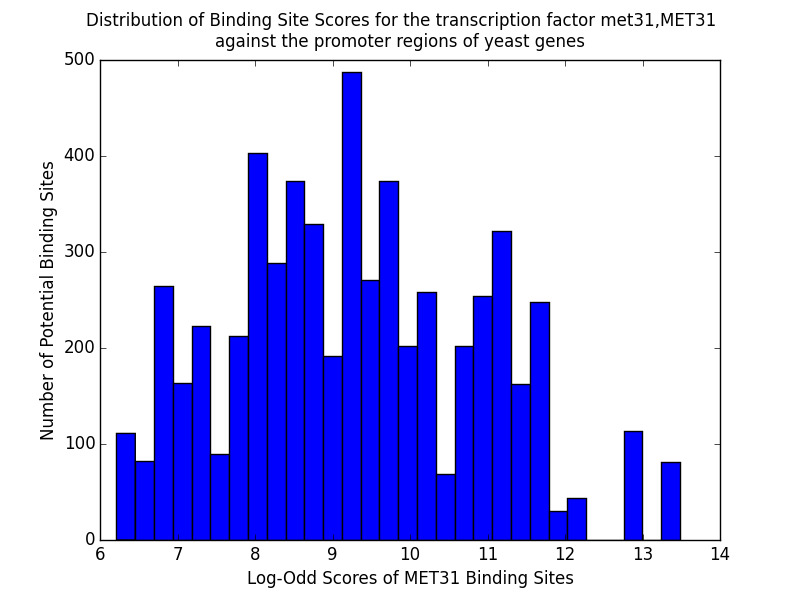 Distribution of Binding Site Scores for the transcription factor met31,MET31
against the promoter regions of yeast genes
500
400
300
200
100
0
Number of Potential Binding Sites
6 7 8 9 10 11 12 13 14
Log-Odd Scores of MET31 Binding Sites